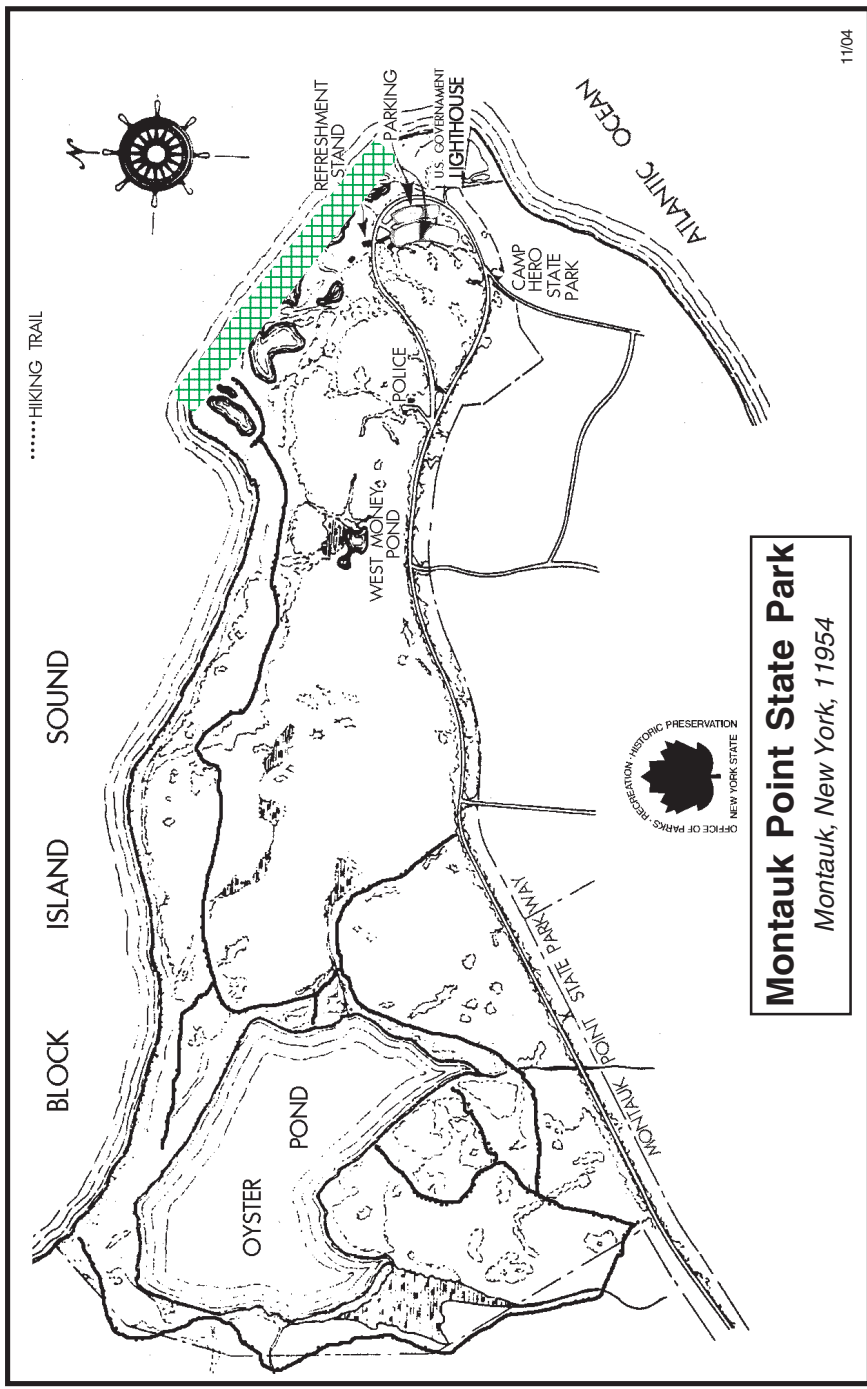 HIKING TRAIL
N
BLOCK ISLAND SOUND
REFRESHMENT
STAND
PARKING
U.S. GOVERNAMENT
LIGHTHOUSE
ATLANTIC OCEAN
CAMP
HERO
STATE
PARK
POLICE
WEST MONEY
POND
OYSTER
POND
MONTAUK POINT STATE PARKWAY
OFFICE OF PARKS · RECREATION · HISTORIC PRESERVATION
NEW YORK STATE
Montauk Point State Park
Montauk, New York, 11954
11/04